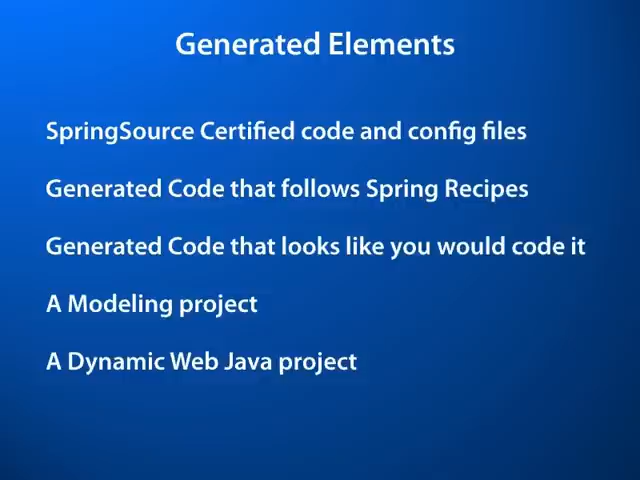 Generated Elements
SpringSource Certified code and config files
Generated Code that follows Spring Recipes
Generated Code that looks like you would code it
A Modeling project
A Dynamic Web Java project